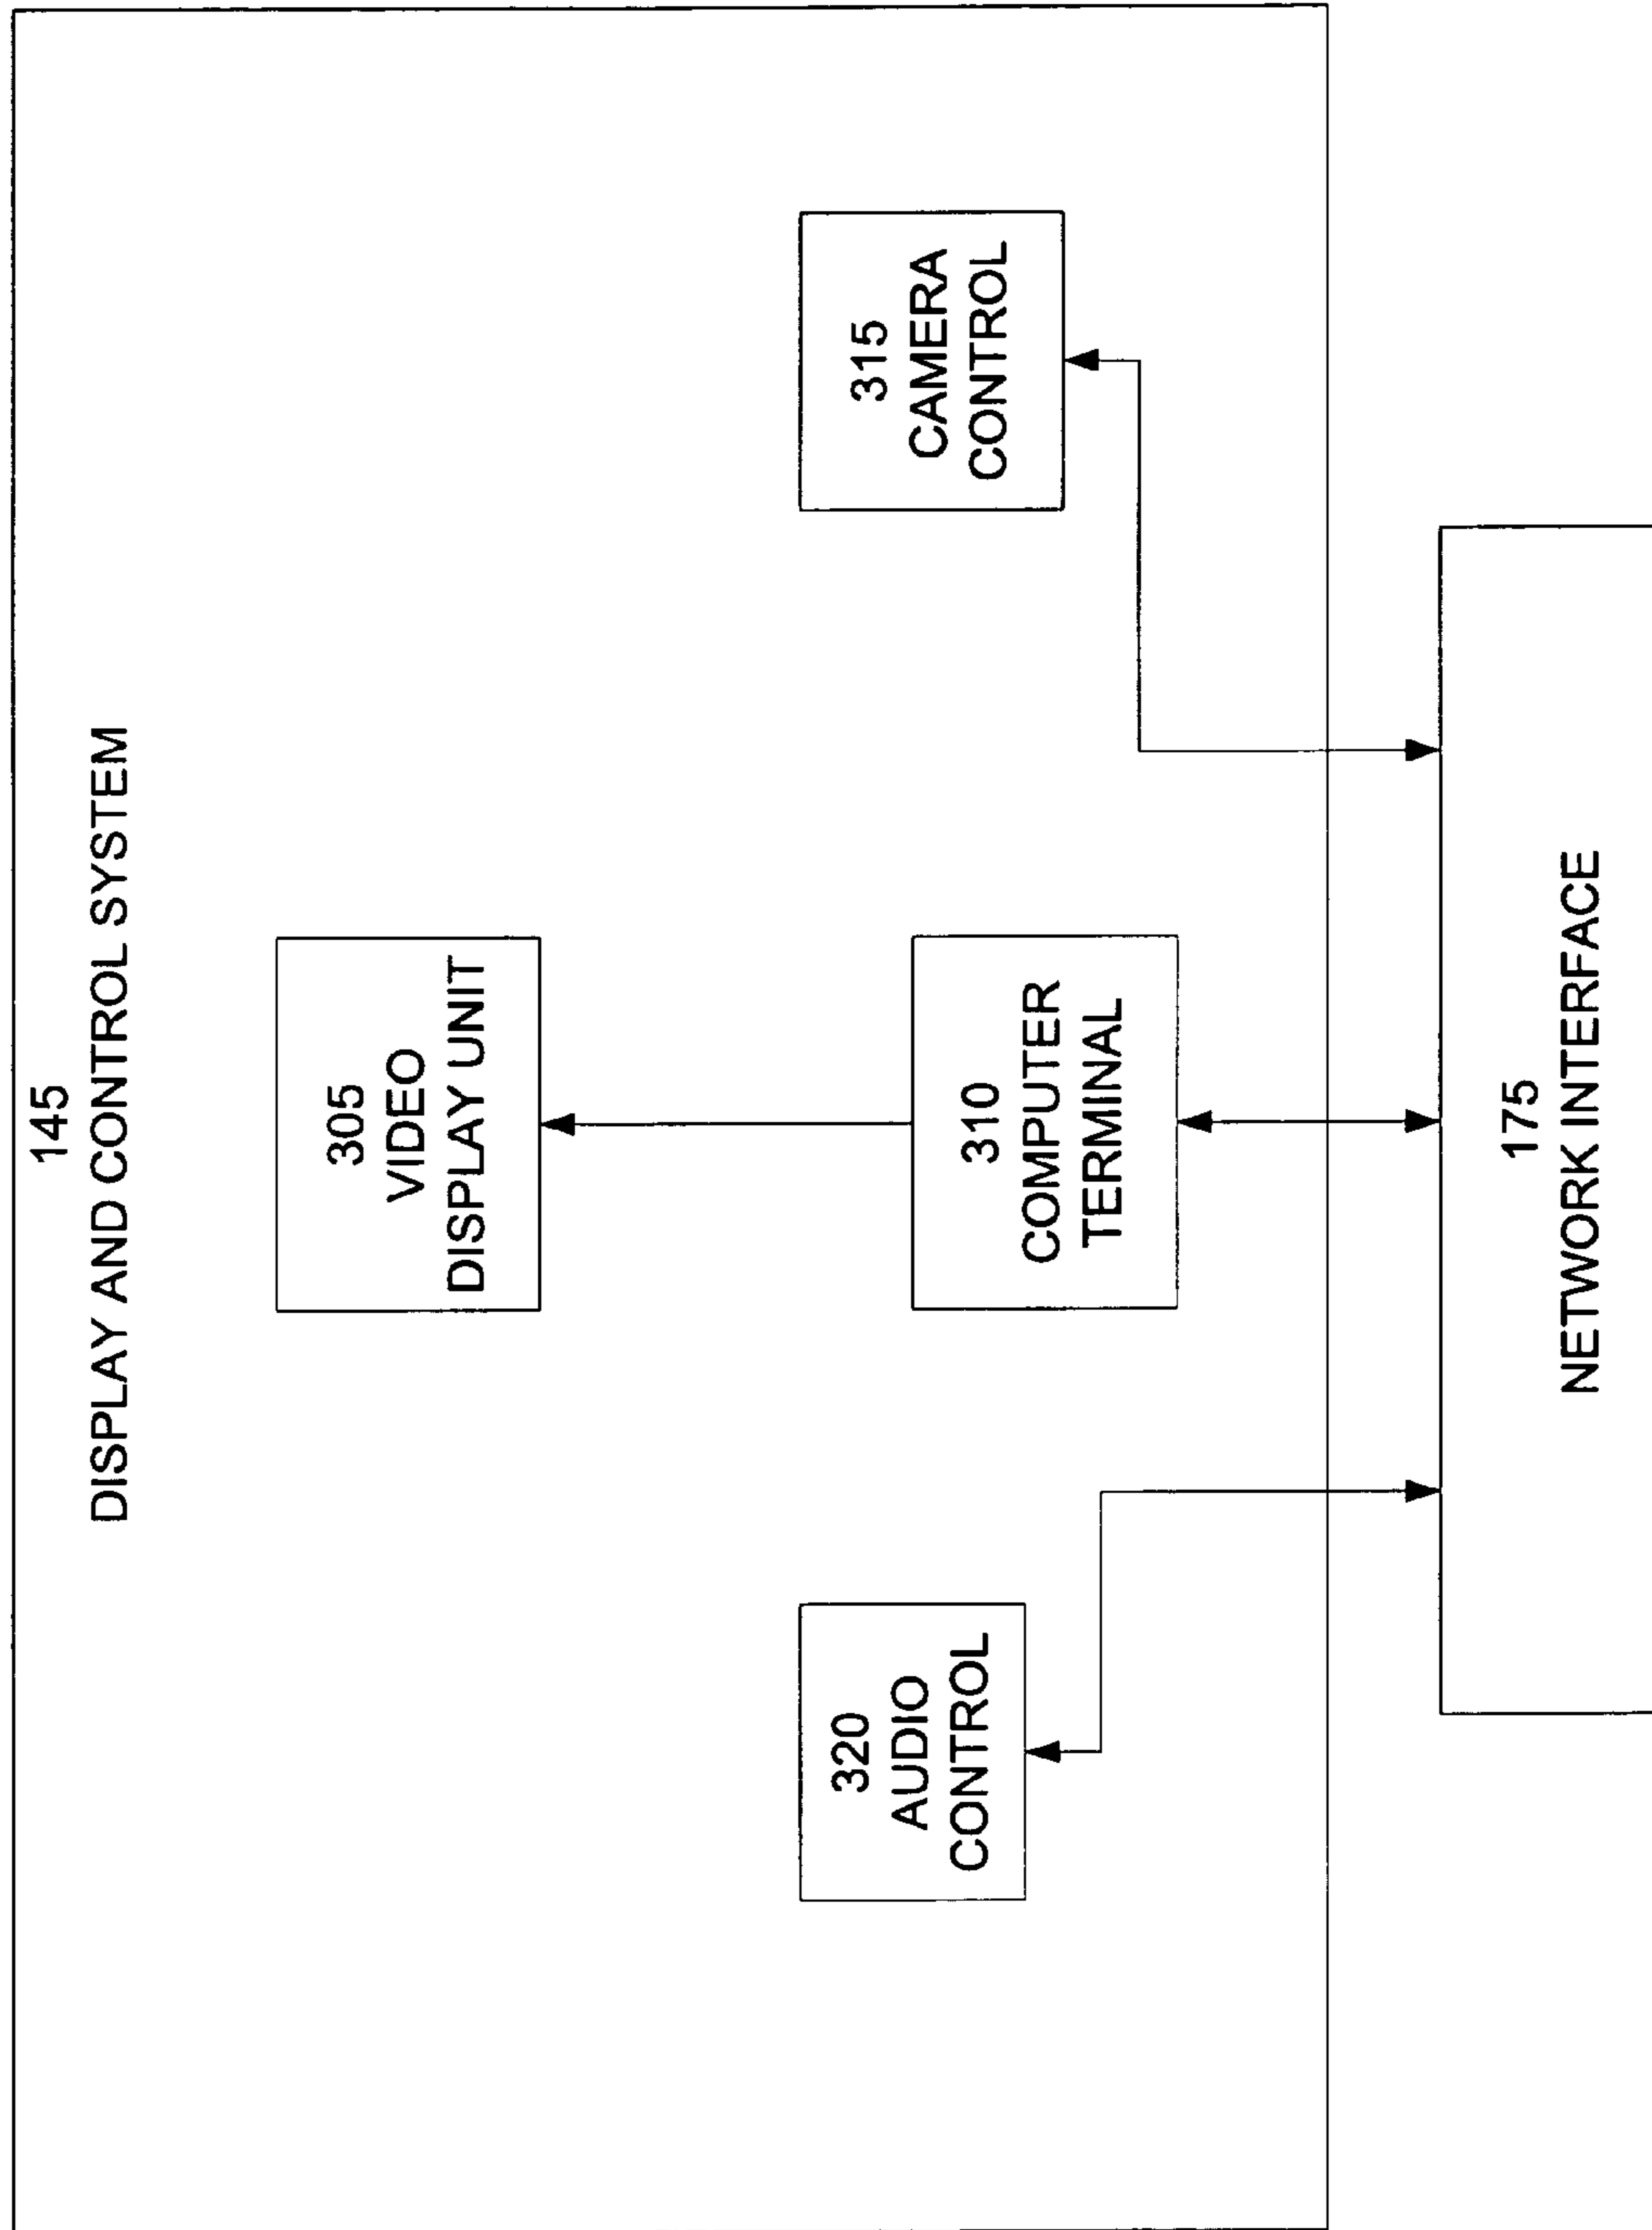 145
DISPLAY AND CONTROL SYSTEM
305
VIDEO
DISPLAY UNIT
320
AUDIO
CONTROL
310
COMPUTER
TERMINAL
315
CAMERA
CONTROL
175
NETWORK INTERFACE